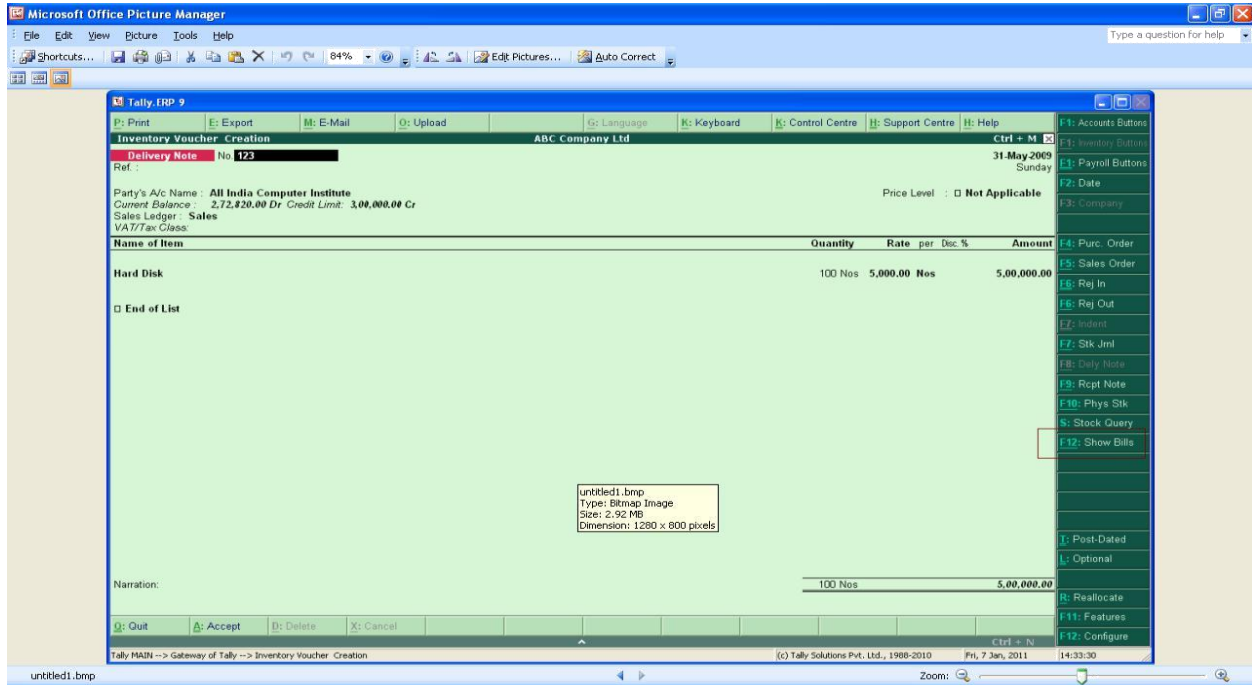 Microsoft Office Picture Manager
File Edit View Picture Tools Help Type a question for help
Shortcuts... 84% Edit Pictures... Auto Correct
Tally.ERP 9
P: Print E: Export M: E-Mail O: Upload G: Language K: Keyboard K: Control Centre H: Support Centre H: Help F1: Accounts Buttons
Inventory Voucher Creation ABC Company Ltd Ctrl + M F1: Inventory Buttons
Delivery Note No. 123 31-May-2009
Ref. : Sunday F1: Payroll Buttons
F2: Date
Party's A/c Name : All India Computer Institute Price Level : Not Applicable
Current Balance : 2,72,820.00 Dr Credit Limit: 3,00,000.00 Cr F3: Company
Sales Ledger : Sales
VAT/Tax Class:
Name of Item Quantity Rate per Disc. % Amount F4: Purc. Order
F5: Sales Order
Hard Disk 100 Nos 5,000.00 Nos 5,00,000.00
F6: Rej In
End of List F6: Rej Out
F7: Indent
F7: Stk Jrnl
F8: Dely Note
F9: Rcpt Note
F10: Phys Stk
S: Stock Query
F12: Show Bills
untitled1.bmp
Type: Bitmap Image
Size: 2.92 MB
Dimension: 1280 x 800 pixels
T: Post-Dated
L: Optional
Narration: 100 Nos 5,00,000.00
R: Reallocate
Q: Quit A: Accept D: Delete X: Cancel F11: Features
Ctrl + N F12: Configure
Tally MAIN --> Gateway of Tally --> Inventory Voucher Creation (c) Tally Solutions Pvt. Ltd., 1988-2010 Fri, 7 Jan, 2011 14:33:30
untitled1.bmp Zoom: